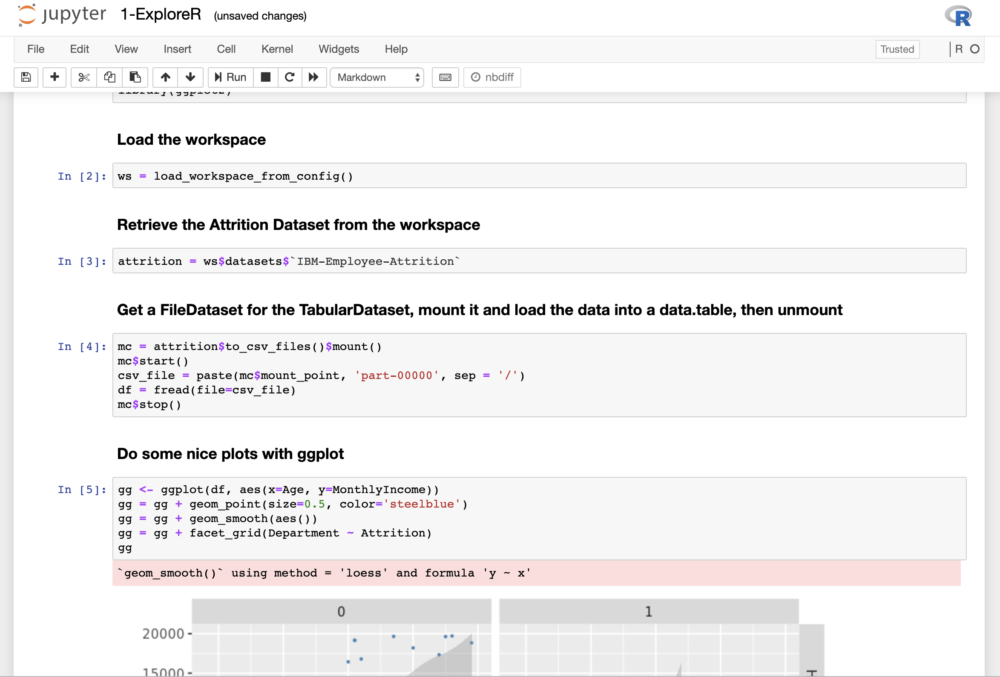 jupyter 1-ExploreR (unsaved changes)
File Edit View Insert Cell Kernel Widgets Help Trusted R
Run Markdown nbdiff
library(ggplot2)
Load the workspace
In [2]: ws = load_workspace_from_config()
Retrieve the Attrition Dataset from the workspace
In [3]: attrition = ws$datasets$`IBM-Employee-Attrition`
Get a FileDataset for the TabularDataset, mount it and load the data into a data.table, then unmount
In [4]: mc = attrition$to_csv_files()$mount()
mc$start()
csv_file = paste(mc$mount_point, 'part-00000', sep = '/')
df = fread(file=csv_file)
mc$stop()
Do some nice plots with ggplot
In [5]: gg <- ggplot(df, aes(x=Age, y=MonthlyIncome))
gg = gg + geom_point(size=0.5, color='steelblue')
gg = gg + geom_smooth(aes())
gg = gg + facet_grid(Department ~ Attrition)
gg
`geom_smooth()` using method = 'loess' and formula 'y ~ x'
0 1
20000
15000
H